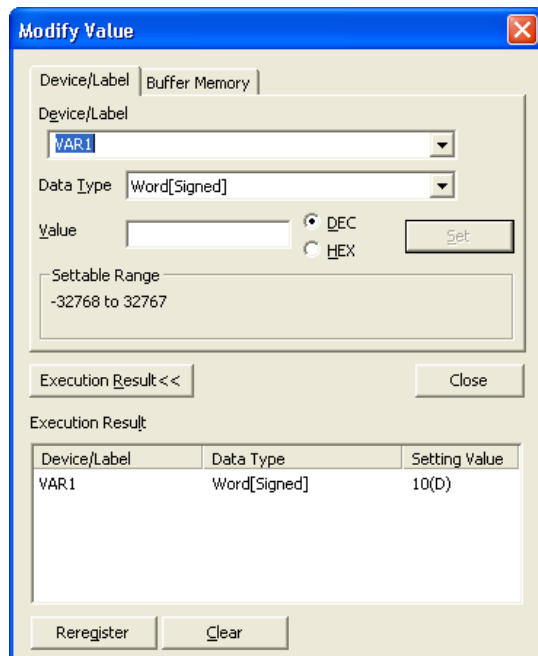 Modify Value
Device/Label Buffer Memory
Device/Label
VAR1
Data Type Word[Signed]
Value DEC
HEX
Set
Settable Range
-32768 to 32767
Execution Result<< Close
Execution Result
Device/Label Data Type Setting Value
VAR1 Word[Signed] 10(D)
Reregister Clear